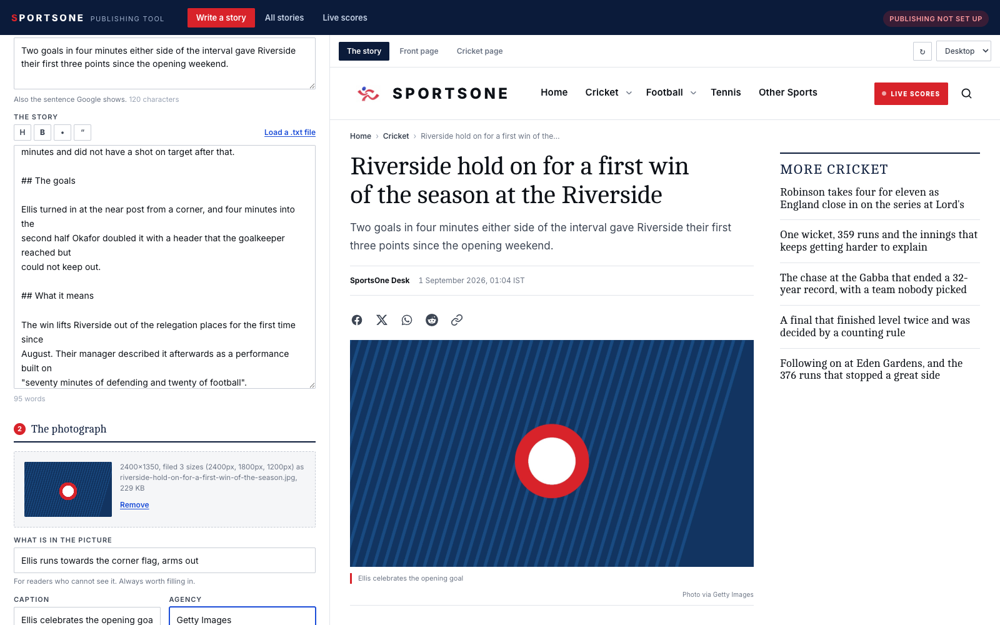 SPORTSONE PUBLISHING TOOL
Write a story
All stories
Live scores
PUBLISHING NOT SET UP
Two goals in four minutes either side of the interval gave Riverside
their first three points since the opening weekend.
Also the sentence Google shows. 120 characters
THE STORY
H
B
•
“
Load a .txt file
minutes and did not have a shot on target after that.
## The goals
Ellis turned in at the near post from a corner, and four minutes into
the
second half Okafor doubled it with a header that the goalkeeper
reached but
could not keep out.
## What it means
The win lifts Riverside out of the relegation places for the first time
since
August. Their manager described it afterwards as a performance
built on
"seventy minutes of defending and twenty of football".
95 words
2 The photograph
2400×1350, filed 3 sizes (2400px, 1800px, 1200px) as
riverside-hold-on-for-a-first-win-of-the-season.jpg,
229 KB
Remove
WHAT IS IN THE PICTURE
Ellis runs towards the corner flag, arms out
For readers who cannot see it. Always worth filling in.
CAPTION
Ellis celebrates the opening goa
AGENCY
Getty Images
The story
Front page
Cricket page
↻
Desktop
SPORTSONE
Home
Cricket
Football
Tennis
Other Sports
LIVE SCORES
Home › Cricket › Riverside hold on for a first win of the...
Riverside hold on for a first win
of the season at the Riverside
Two goals in four minutes either side of the interval gave Riverside their first
three points since the opening weekend.
SportsOne Desk 1 September 2026, 01:04 IST
Ellis celebrates the opening goal
Photo via Getty Images
MORE CRICKET
Robinson takes four for eleven as
England close in on the series at Lord's
One wicket, 359 runs and the innings that
keeps getting harder to explain
The chase at the Gabba that ended a 32-
year record, with a team nobody picked
A final that finished level twice and was
decided by a counting rule
Following on at Eden Gardens, and the
376 runs that stopped a great side